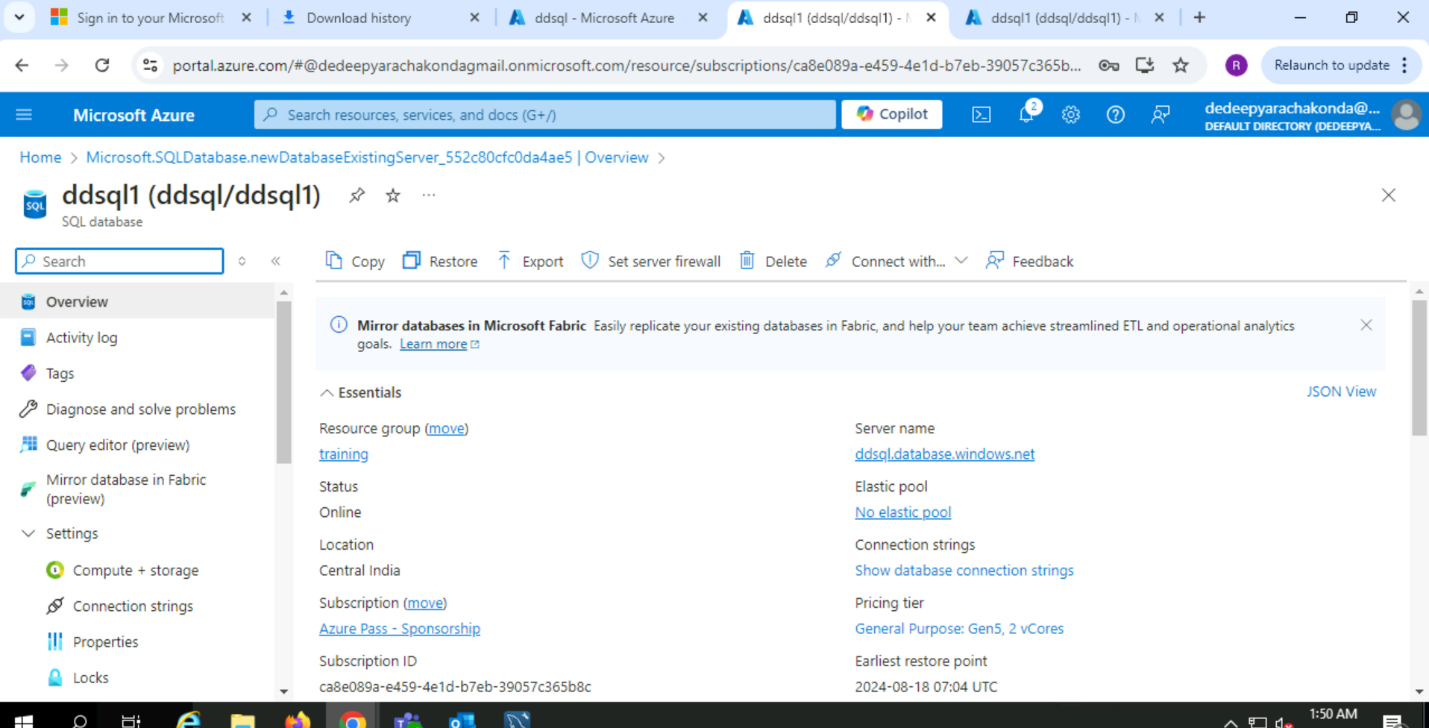 Sign in to your Microsoft
Download history
ddsql - Microsoft Azure
ddsql1 (ddsql/ddsql1) - M
ddsql1 (ddsql/ddsql1) - M
portal.azure.com/#@dedeepyarachakondagmail.onmicrosoft.com/resource/subscriptions/ca8e089a-e459-4e1d-b7eb-39057c365b...
R
Relaunch to update
Microsoft Azure
Search resources, services, and docs (G+/)
Copilot
2
dedeepyarachakonda@...
DEFAULT DIRECTORY (DEDEEPYA...
Home > Microsoft.SQLDatabase.newDatabaseExistingServer_552c80cfc0da4ae5 | Overview >
SQL
ddsql1 (ddsql/ddsql1) ...
SQL database
Search
Copy
Restore
Export
Set server firewall
Delete
Connect with...
Feedback
Overview
Activity log
Tags
Diagnose and solve problems
Query editor (preview)
Mirror database in Fabric
(preview)
Settings
Compute + storage
Connection strings
Properties
Locks
Mirror databases in Microsoft Fabric Easily replicate your existing databases in Fabric, and help your team achieve streamlined ETL and operational analytics
goals. Learn more
Essentials
JSON View
Resource group (move)
training
Status
Online
Location
Central India
Subscription (move)
Azure Pass - Sponsorship
Subscription ID
ca8e089a-e459-4e1d-b7eb-39057c365b8c
Server name
ddsql.database.windows.net
Elastic pool
No elastic pool
Connection strings
Show database connection strings
Pricing tier
General Purpose: Gen5, 2 vCores
Earliest restore point
2024-08-18 07:04 UTC
1:50 AM